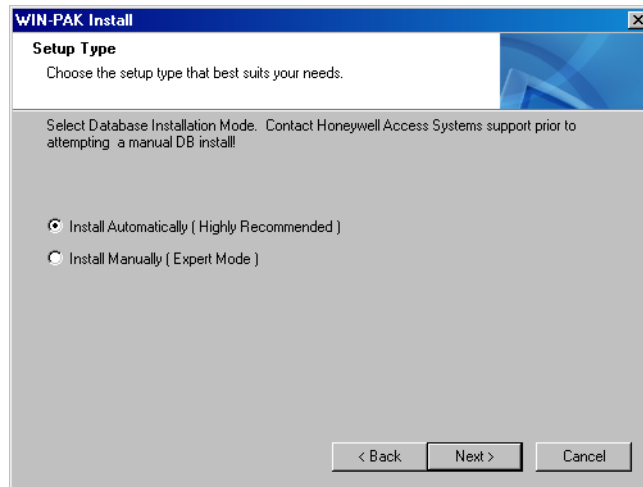 WIN-PAK Install
Setup Type
Choose the setup type that best suits your needs.
Select Database Installation Mode. Contact Honeywell Access Systems support prior to
attempting a manual DB install!
Install Automatically ( Highly Recommended )
Install Manually ( Expert Mode )
< Back Next > Cancel